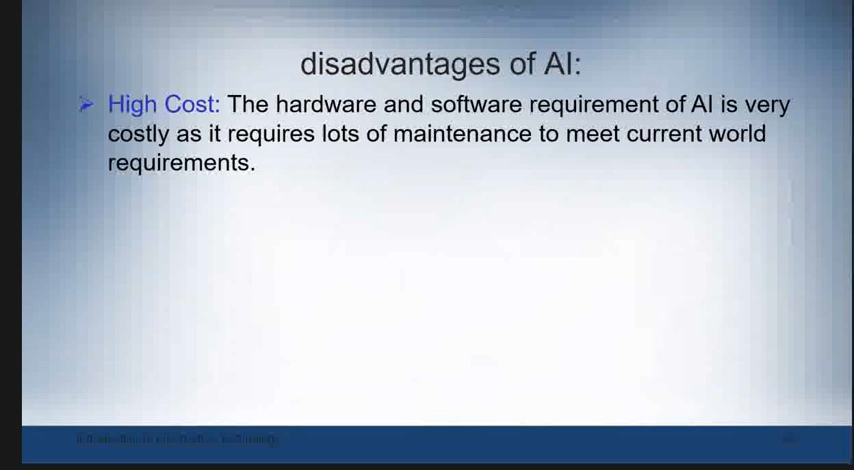 disadvantages of AI:
➢ High Cost: The hardware and software requirement of AI is very
costly as it requires lots of maintenance to meet current world
requirements.